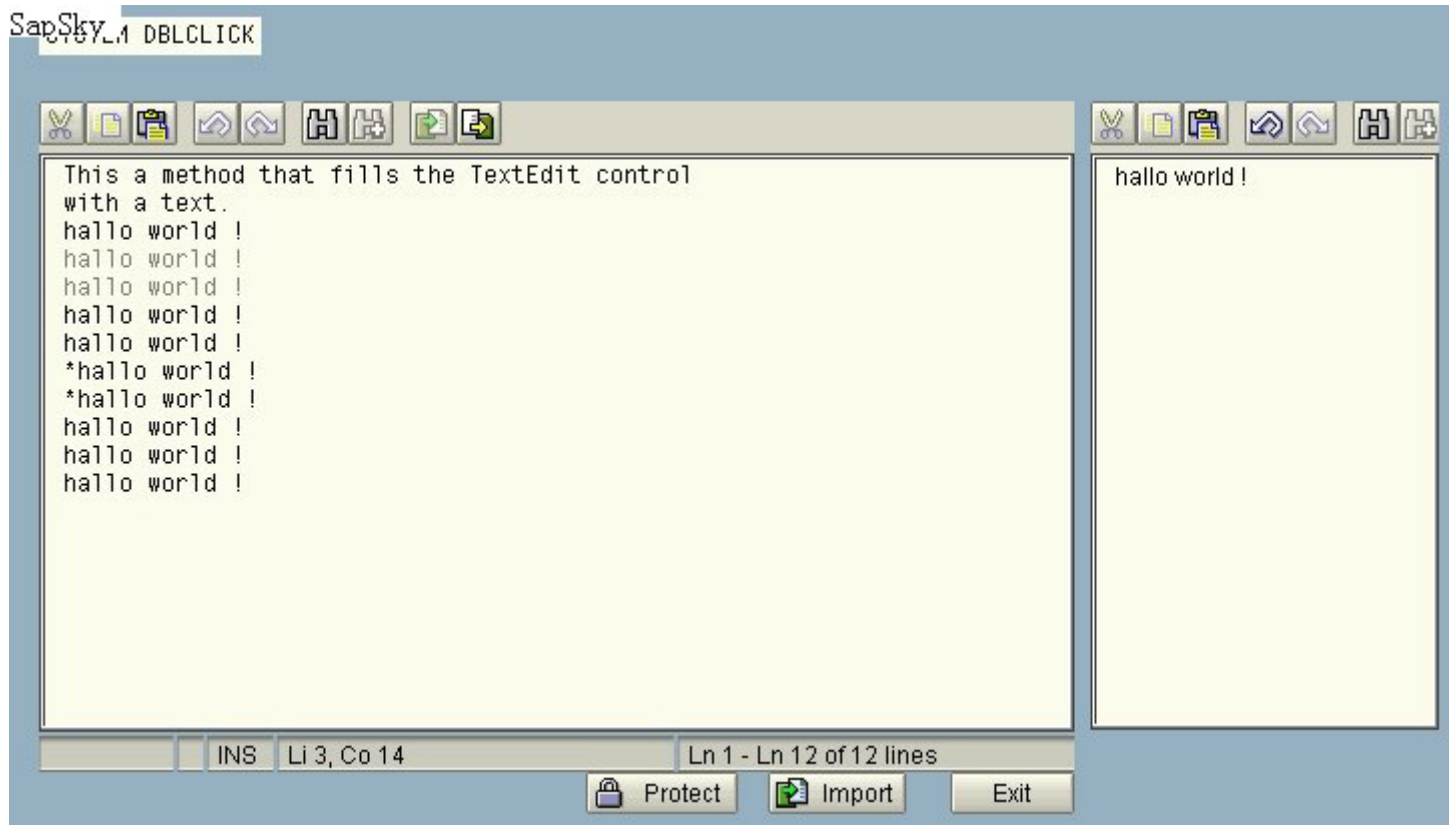 SapSky
DBLCLICK
This a method that fills the TextEdit control
with a text.
hallo world !
hallo world !
hallo world !
hallo world !
hallo world !
*hallo world !
*hallo world !
hallo world !
hallo world !
hallo world !
hallo world !
INS Li 3, Co 14 Ln 1 - Ln 12 of 12 lines
Protect Import Exit